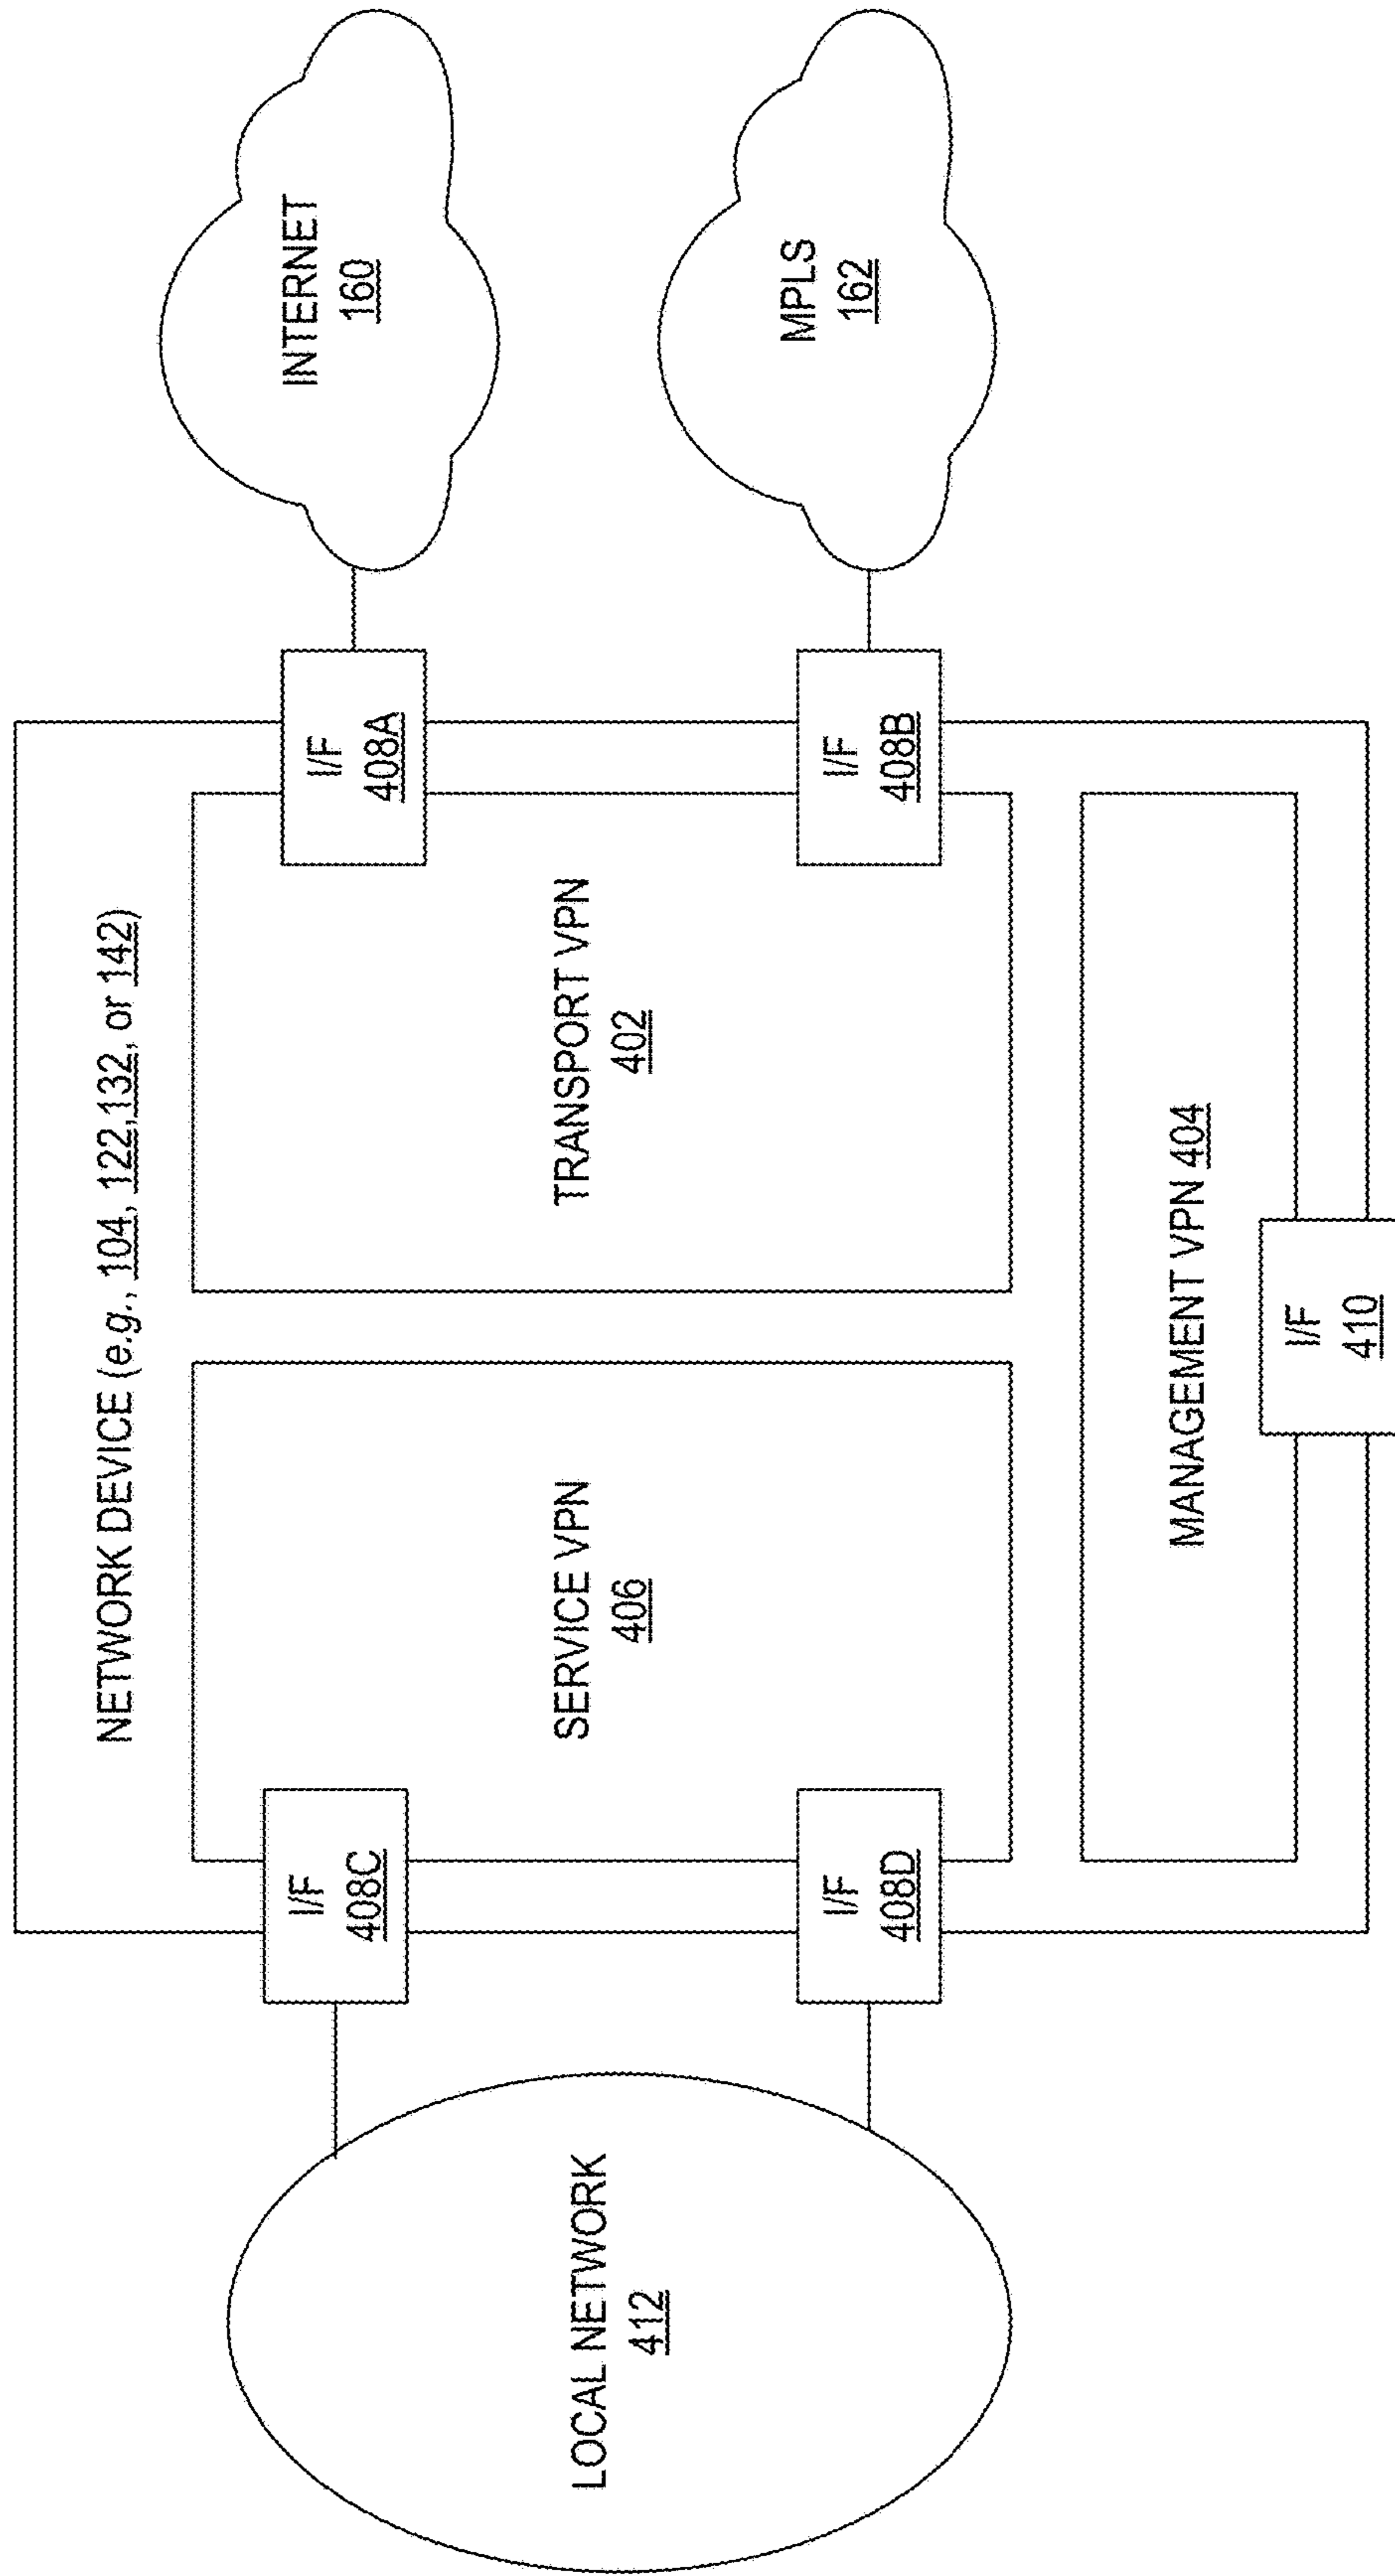 NETWORK DEVICE (e.g., 104, 122,132, or 142)
LOCAL NETWORK
412
I/F
408C
I/F
408D
SERVICE VPN
406
TRANSPORT VPN
402
I/F
408A
I/F
408B
INTERNET
160
MPLS
162
MANAGEMENT VPN 404
I/F
410